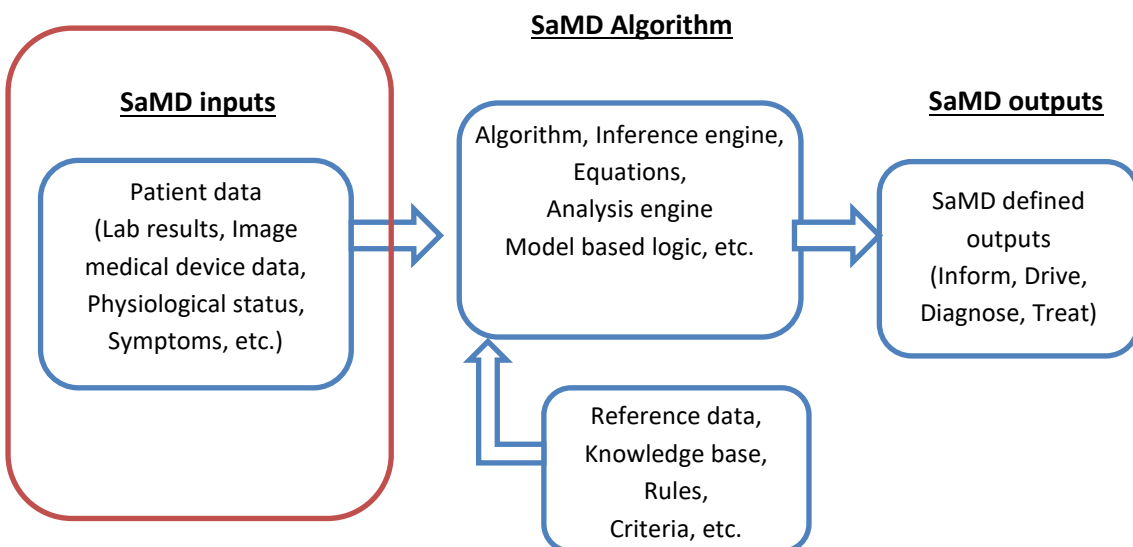 SaMD Algorithm
SaMD inputs
Patient data
(Lab results, Image
medical device data,
Physiological status,
Symptoms, etc.)
Algorithm, Inference engine,
Equations,
Analysis engine
Model based logic, etc.
Reference data,
Knowledge base,
Rules,
Criteria, etc.
SaMD outputs
SaMD defined
outputs
(Inform, Drive,
Diagnose, Treat)